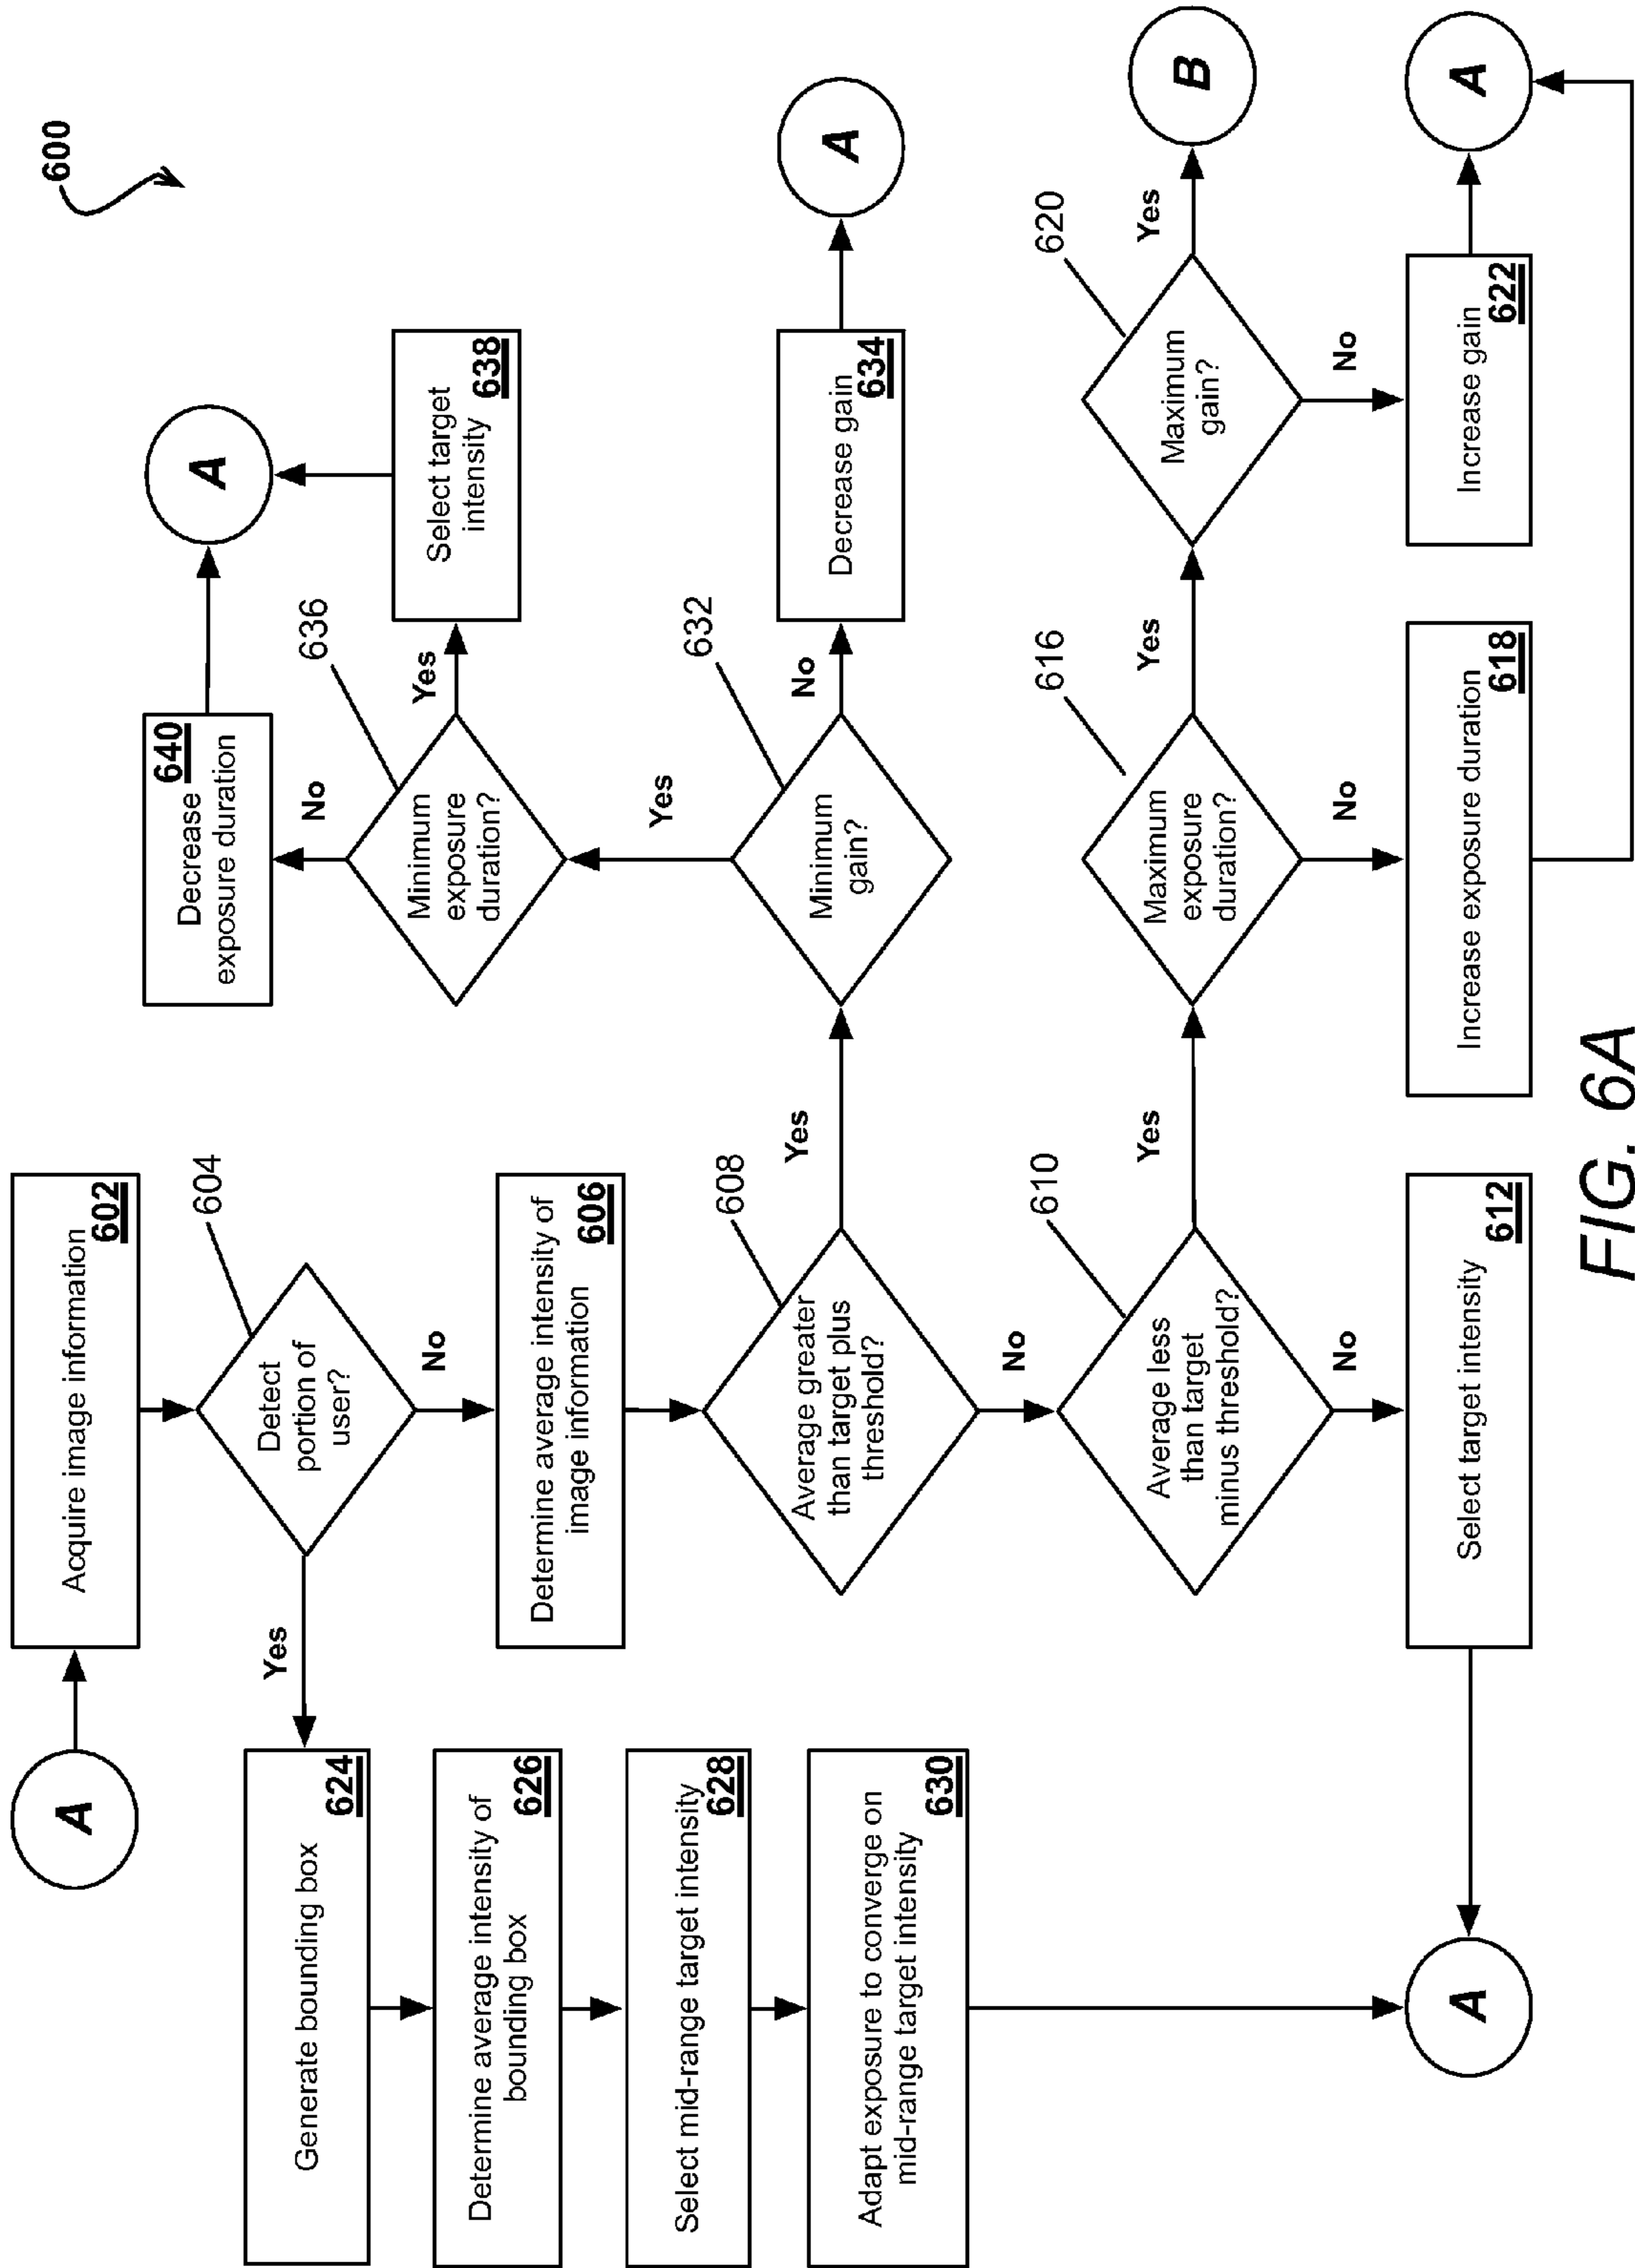 600
A
Acquire image information
602
604
Detect
portion of
user?
Yes
No
Generate bounding box
624
Determine average intensity of
bounding box
626
Select mid-range target intensity
628
Adapt exposure to converge on
mid-range target intensity
630
Determine average intensity of
image information
606
608
Average greater
than target plus
threshold?
Yes
No
610
Average less
than target
minus threshold?
Yes
No
Select target intensity
612
A
632
Minimum
gain?
Yes
No
Decrease gain
634
A
636
Minimum
exposure
duration?
Yes
No
Select target
intensity
638
640
Decrease
exposure duration
A
616
Maximum
exposure
duration?
Yes
No
Increase exposure duration
618
620
Maximum
gain?
Yes
No
Increase gain
622
B
A
FIG. 6A